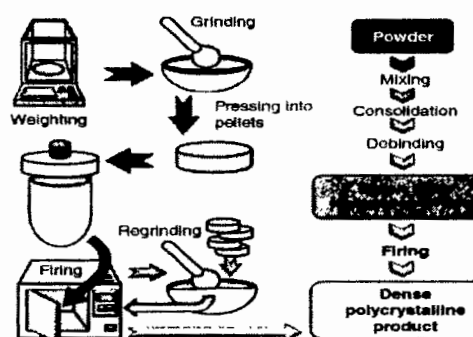 Grinding
Weighting
Pressing into
pellets
Regrinding
Firing
Powder
Mixing
Consolidation
Debinding
Firing
Dense
polycrystalline
product